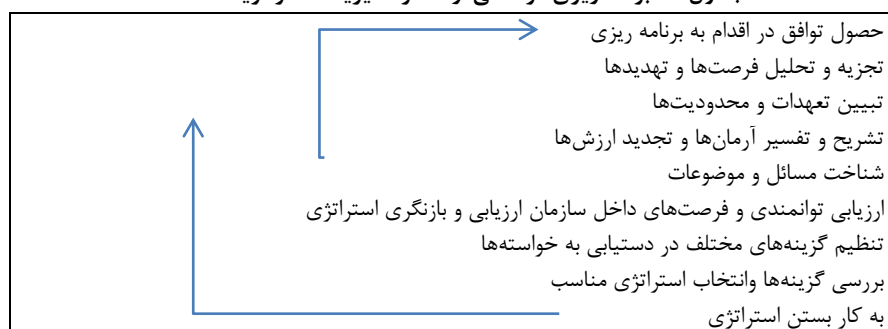 حصول توافق در اقدام به برنامه ریزی
تجزیه و تحلیل فرصت‌ها و تهدیدها
تبیین تعهدات و محدودیت‌ها
تشریح و تفسیر آرمان‌ها و تجدید ارزش‌ها
شناخت مسائل و موضوعات
ارزیابی توانمندی و فرصت‌های داخل سازمان ارزیابی و بازنگری استراتژی
تنظیم گزینه‌های مختلف در دستیابی به خواسته‌ها
بررسی گزینه‌ها وانتخاب استراتژی مناسب
به کار بستن استراتژی